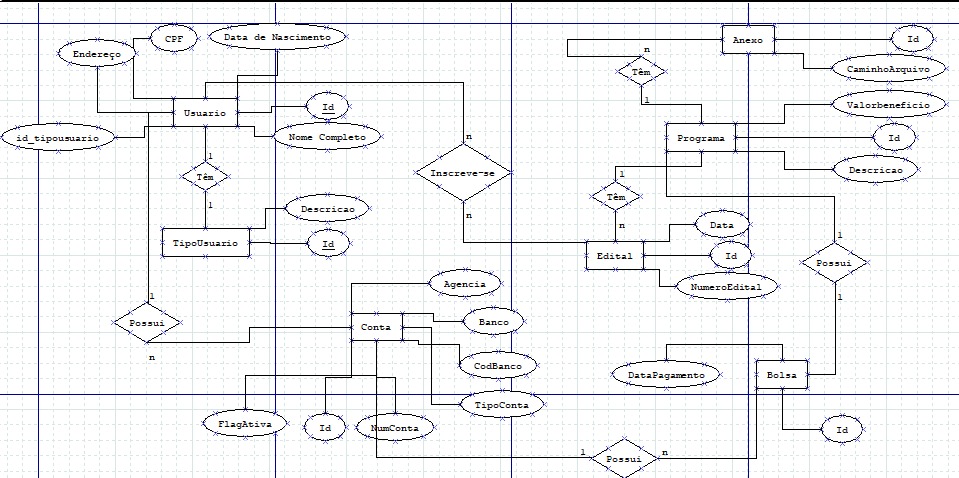 CPF
Data de Nascimento
Endereço
Usuario
Id
id_tipousuario
Nome Completo
1
Têm
1
Descricao
TipoUsuario
Id
1
Possui
n
n
Inscreve-se
n
Anexo
Id
n
Têm
CaminhoArquivo
1
Valorbeneficio
Programa
Id
Descricao
1
Têm
n
Data
Edital
Id
NumeroEdital
1
Possui
1
Agencia
Banco
Conta
CodBanco
TipoConta
FlagAtiva
Id
NumConta
DataPagamento
Bolsa
Id
1
Possui
n